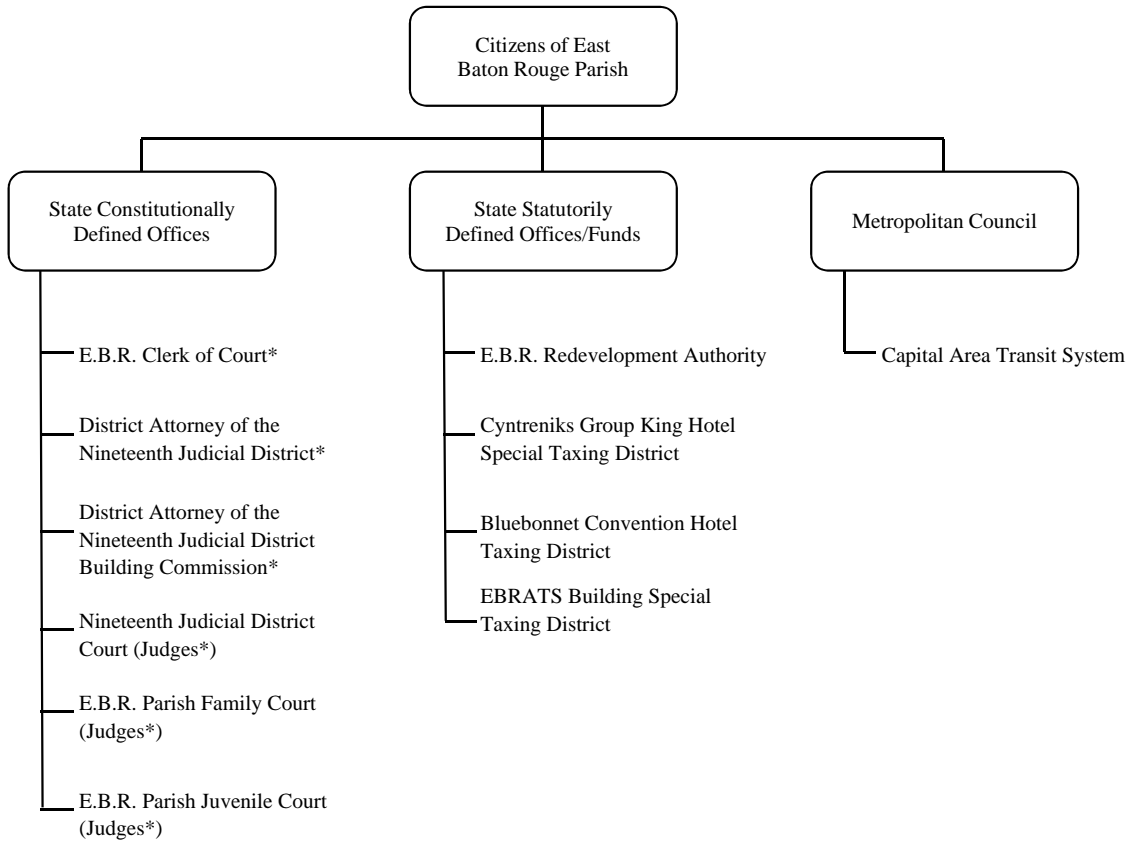 Citizens of East
Baton Rouge Parish
State Constitutionally
Defined Offices
State Statutorily
Defined Offices/Funds
Metropolitan Council
E.B.R. Clerk of Court*
District Attorney of the
Nineteenth Judicial District*
District Attorney of the
Nineteenth Judicial District
Building Commission*
Nineteenth Judicial District
Court (Judges*)
E.B.R. Parish Family Court
(Judges*)
E.B.R. Parish Juvenile Court
(Judges*)
E.B.R. Redevelopment Authority
Cyntreniks Group King Hotel
Special Taxing District
Bluebonnet Convention Hotel
Taxing District
EBRATS Building Special
Taxing District
Capital Area Transit System